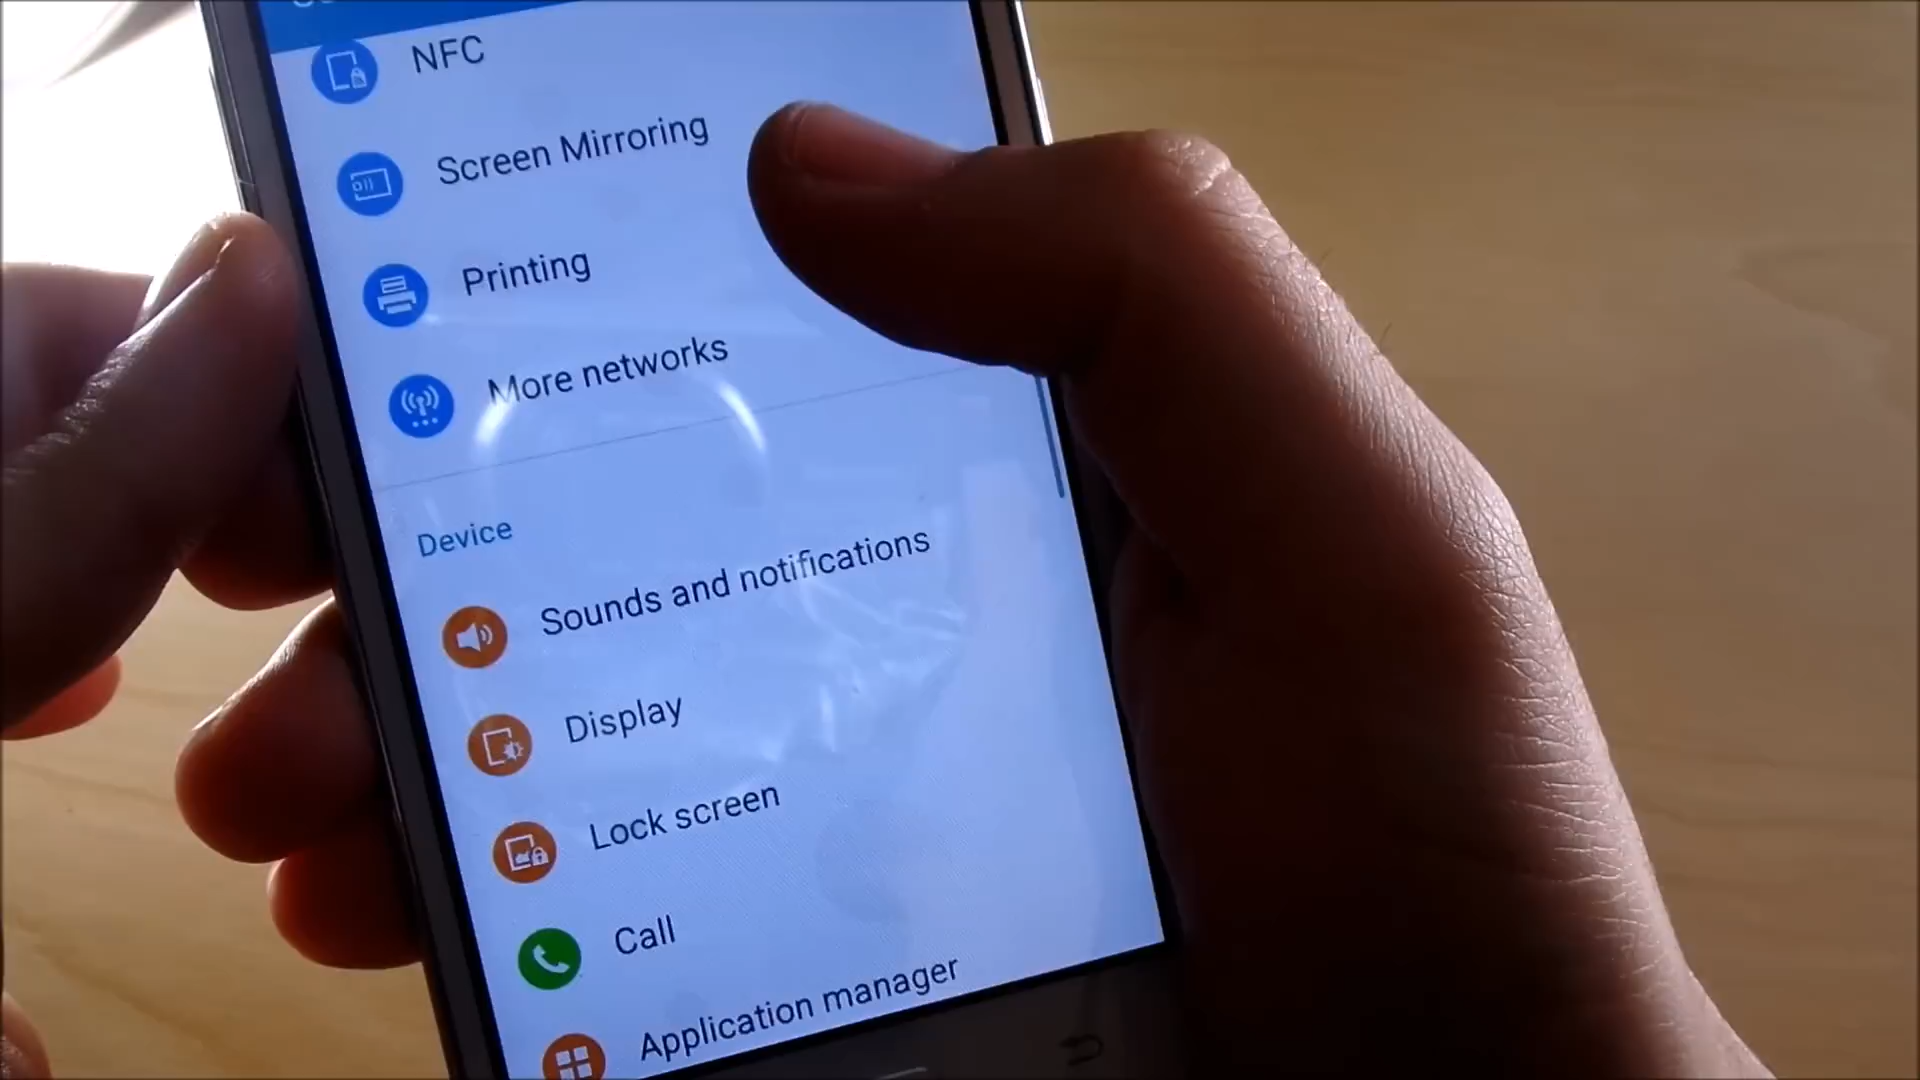 NFC
Screen Mirroring
Printing
More networks
Device
Sounds and notifications
Display
Lock screen
Call
Application manager